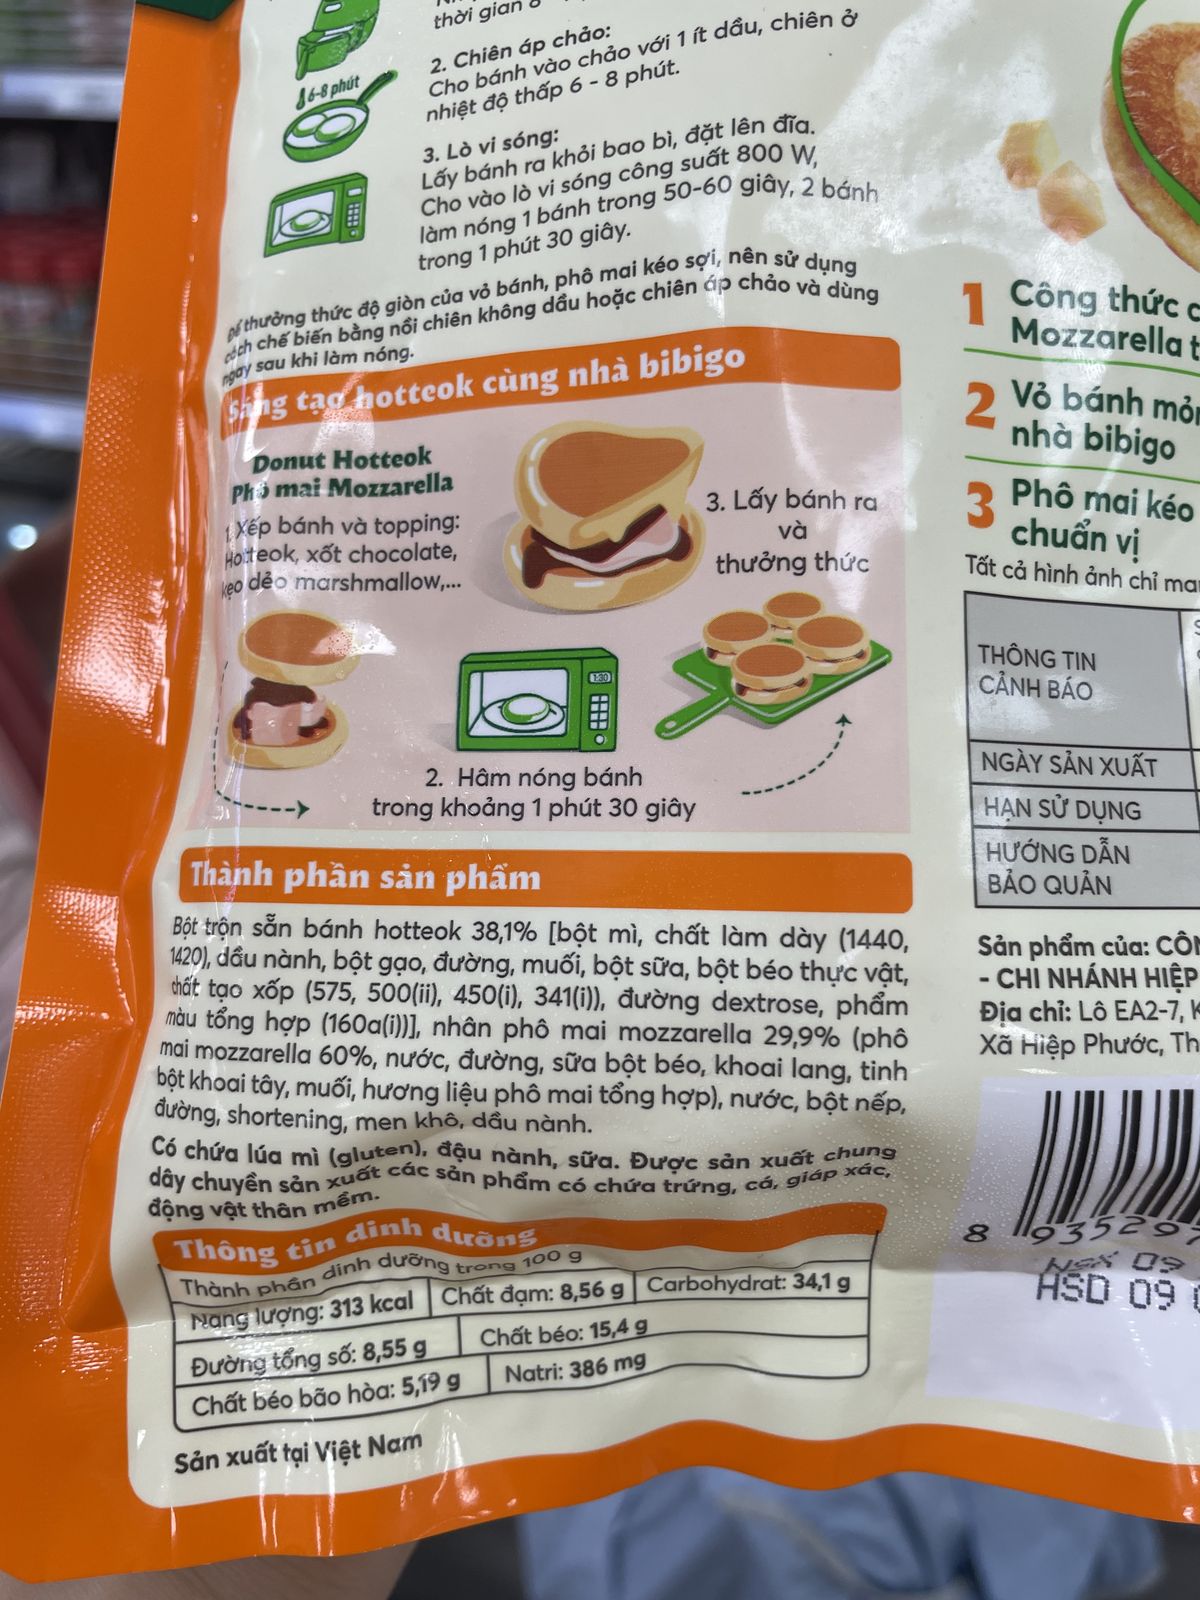 thời gian
6-8 phút
2. Chiên áp chảo:
Cho bánh vào chảo với 1 ít dầu, chiên ở
nhiệt độ thấp 6 - 8 phút.
3. Lò vi sóng:
Lấy bánh ra khỏi bao bì, đặt lên đĩa.
Cho vào lò vi sóng công suất 800 W,
làm nóng 1 bánh trong 50-60 giây, 2 bánh
trong 1 phút 30 giây.
Để thưởng thức độ giòn của vỏ bánh, phô mai kéo sợi, nên sử dụng
cách chế biến bằng nồi chiên không dầu hoặc chiên áp chảo và dùng
ngay sau khi làm nóng.
Sáng tạo hotteok cùng nhà bibigo
Donut Hotteok
Phô mai Mozzarella
1. Xếp bánh và topping:
Hotteok, xốt chocolate,
kẹo dẻo marshmallow,...
3. Lấy bánh ra
và
thưởng thức
1:30
2. Hâm nóng bánh
trong khoảng 1 phút 30 giây
Thành phần sản phẩm
Bột trộn sẵn bánh hotteok 38,1% [bột mì, chất làm dày (1440,
1420), dầu nành, bột gạo, đường, muối, bột sữa, bột béo thực vật,
chất tạo xốp (575, 500(ii), 450(i), 341(i)), đường dextrose, phẩm
màu tổng hợp (160a(i))], nhân phô mai mozzarella 29,9% (phô
mai mozzarella 60%, nước, đường, sữa bột béo, khoai lang, tinh
bột khoai tây, muối, hương liệu phô mai tổng hợp), nước, bột nếp,
đường, shortening, men khô, dầu nành.
Có chứa lúa mì (gluten), đậu nành, sữa. Được sản xuất chung
dây chuyền sản xuất các sản phẩm có chứa trứng, cá, giáp xác,
động vật thân mềm.
Thông tin dinh dưỡng
Thành phần dinh dưỡng trong 100 g
Năng lượng: 313 kcal Chất đạm: 8,56 g Carbohydrat: 34,1 g
Đường tổng số: 8,55 g Chất béo: 15,4 g
Chất béo bão hòa: 5,19 g Natri: 386 mg
Sản xuất tại Việt Nam
1 Công thức
Mozzarella
2 Vỏ bánh
nhà bibigo
3 Phô mai kéo
chuẩn vị
Tất cả hình ảnh chỉ
THÔNG TIN
CẢNH BÁO
NGÀY SẢN XUẤT
HẠN SỬ DỤNG
HƯỚNG DẪN
BẢO QUẢN
Sản phẩm của:
- CHI NHÁNH HIỆP
Địa chỉ: Lô EA2-7,
Xã Hiệp Phước,
8 935297
NSX 09
HSD 09